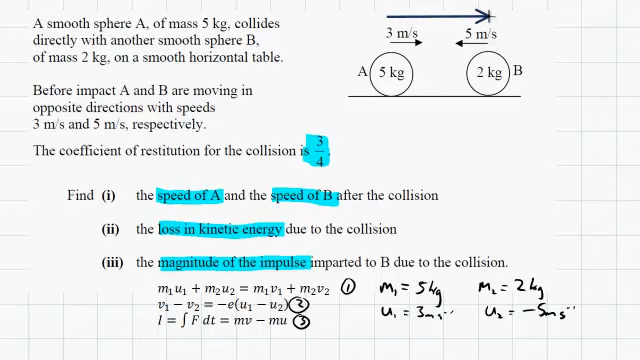 A smooth sphere A, of mass 5 kg, collides
directly with another smooth sphere B,
of mass 2 kg, on a smooth horizontal table.
3 m/s
5 m/s
A 5 kg
2 kg B
Before impact A and B are moving in
opposite directions with speeds
3 m/s and 5 m/s, respectively.
The coefficient of restitution for the collision is 3/4.
Find (i) the speed of A and the speed of B after the collision
(ii) the loss in kinetic energy due to the collision
(iii) the magnitude of the impulse imparted to B due to the collision.
m₁u₁ + m₂u₂ = m₁v₁ + m₂v₂ ①
v₁ − v₂ = −e(u₁ − u₂) ②
I = ∫ F dt = mv − mu ③
m₁ = 5kg m₂ = 2kg
u₁ = 3ms⁻¹ u₂ = −5ms⁻¹